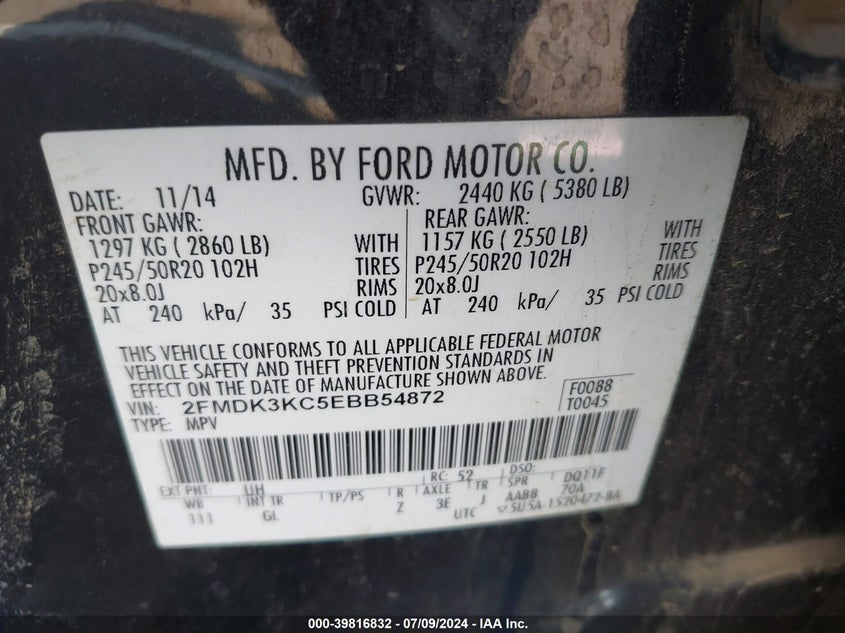 MFD. BY FORD MOTOR CO.
DATE: 11/14 GVWR: 2440 KG ( 5380 LB)
FRONT GAWR: REAR GAWR:
1297 KG ( 2860 LB) WITH 1157 KG ( 2550 LB) WITH
P245/50R20 102H TIRES P245/50R20 102H TIRES
20x8.0J RIMS 20x8.0J RIMS
AT 240 kPa/ 35 PSI COLD AT 240 kPa/ 35 PSI COLD
THIS VEHICLE CONFORMS TO ALL APPLICABLE FEDERAL MOTOR
VEHICLE SAFETY AND THEFT PREVENTION STANDARDS IN
EFFECT ON THE DATE OF MANUFACTURE SHOWN ABOVE.
VIN: 2FMDK3KC5EBB54872 F0088
TYPE: MPV T0045
EXT PNT: UH RC: 52 DSO:
WB INT TR TP/PS R AXLE TR SPR DQ11F
111 GL Z 3E J AA8B 70A
UTC ▽5U5A-1520472-BA
000-39816832 - 07/09/2024 - IAA Inc.